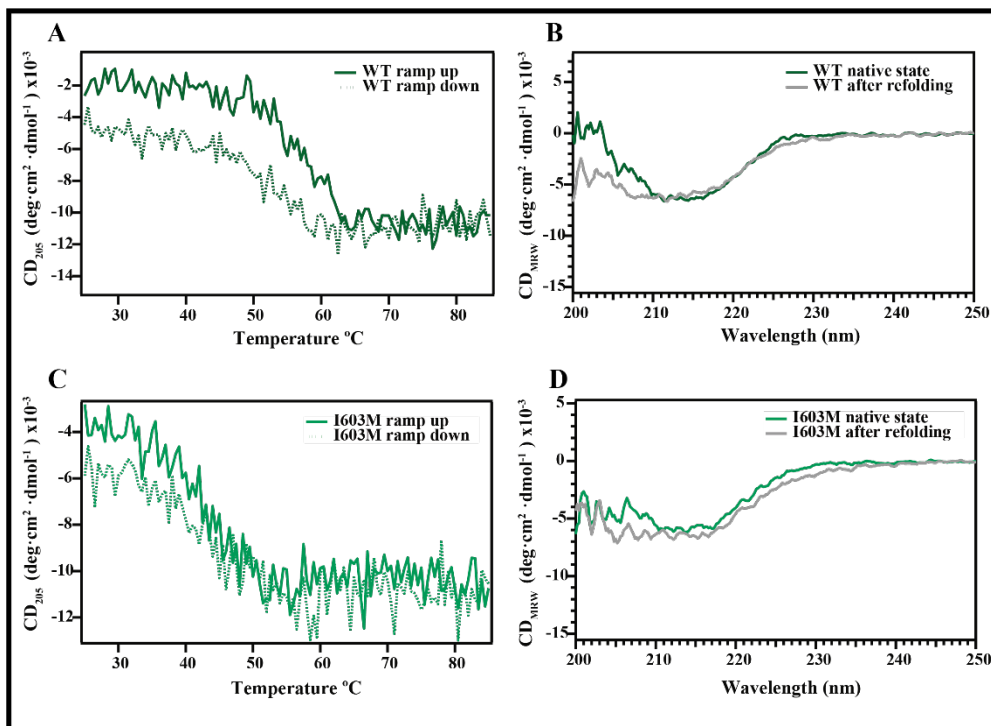 A
WT ramp up
WT ramp down
-2
-4
-6
-8
-10
-12
-14
CD205 (deg·cm² ·dmol⁻¹ ) x10⁻³
30 40 50 60 70 80
Temperature ºC
B
WT native state
WT after refolding
5
0
-5
-10
-15
CDMRW (deg·cm² ·dmol⁻¹) x10⁻³
200 210 220 230 240 250
Wavelength (nm)
C
I603M ramp up
I603M ramp down
-4
-6
-8
-10
-12
CD205 (deg·cm² ·dmol⁻¹ ) x10⁻³
30 40 50 60 70 80
Temperature ºC
D
I603M native state
I603M after refolding
5
0
-5
-10
-15
CDMRW (deg·cm² ·dmol⁻¹) x10⁻³
200 210 220 230 240 250
Wavelength (nm)